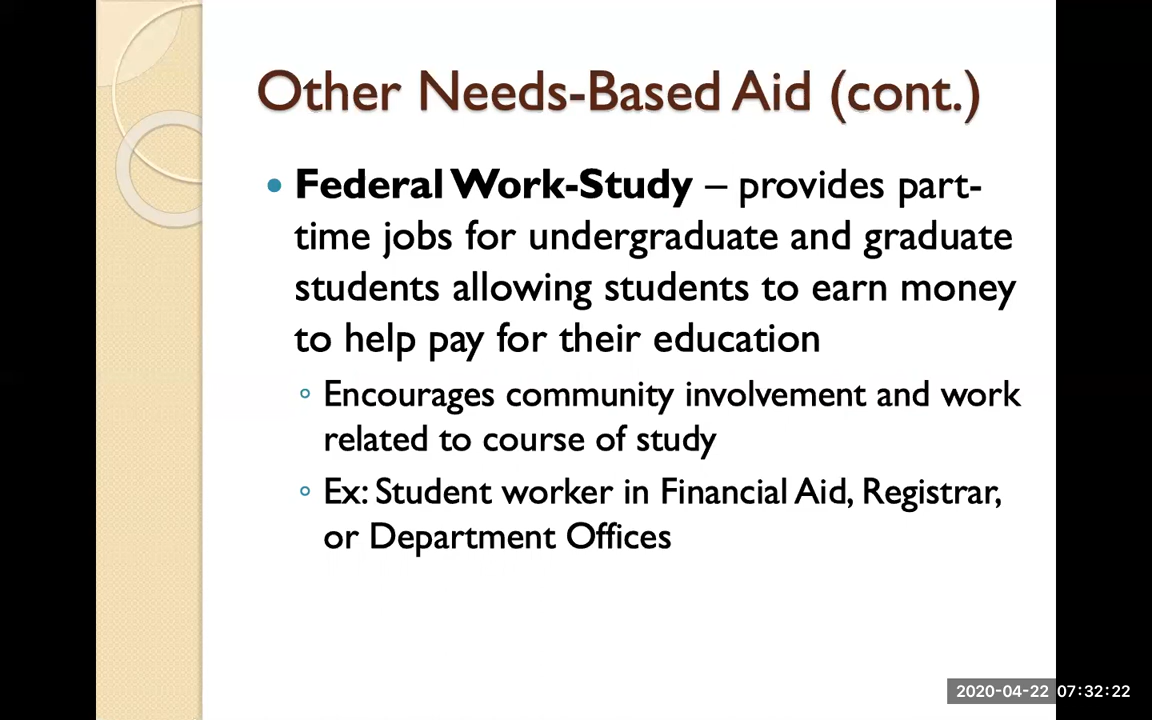 Other Needs-Based Aid (cont.)
• Federal Work-Study – provides part-
time jobs for undergraduate and graduate
students allowing students to earn money
to help pay for their education
◦ Encourages community involvement and work
related to course of study
◦ Ex: Student worker in Financial Aid, Registrar,
or Department Offices
2020-04-22 07:32:22